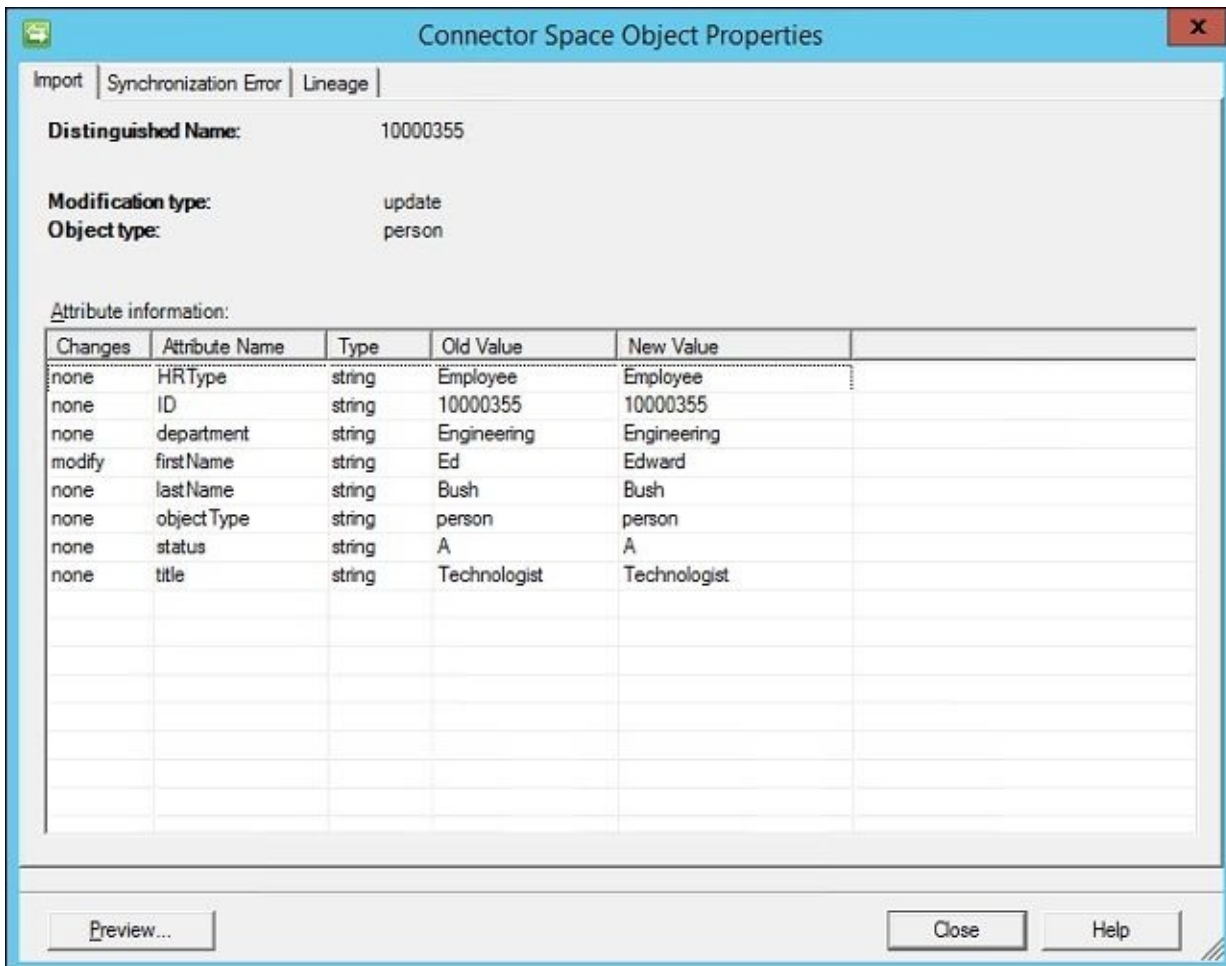 Connector Space Object Properties
x
Import Synchronization Error Lineage
Distinguished Name: 10000355
Modification type: update
Object type: person
Attribute information:
Changes Attribute Name Type Old Value New Value
none HRType string Employee Employee
none ID string 10000355 10000355
none department string Engineering Engineering
modify firstName string Ed Edward
none lastName string Bush Bush
none objectType string person person
none status string A A
none title string Technologist Technologist
Preview... Close Help